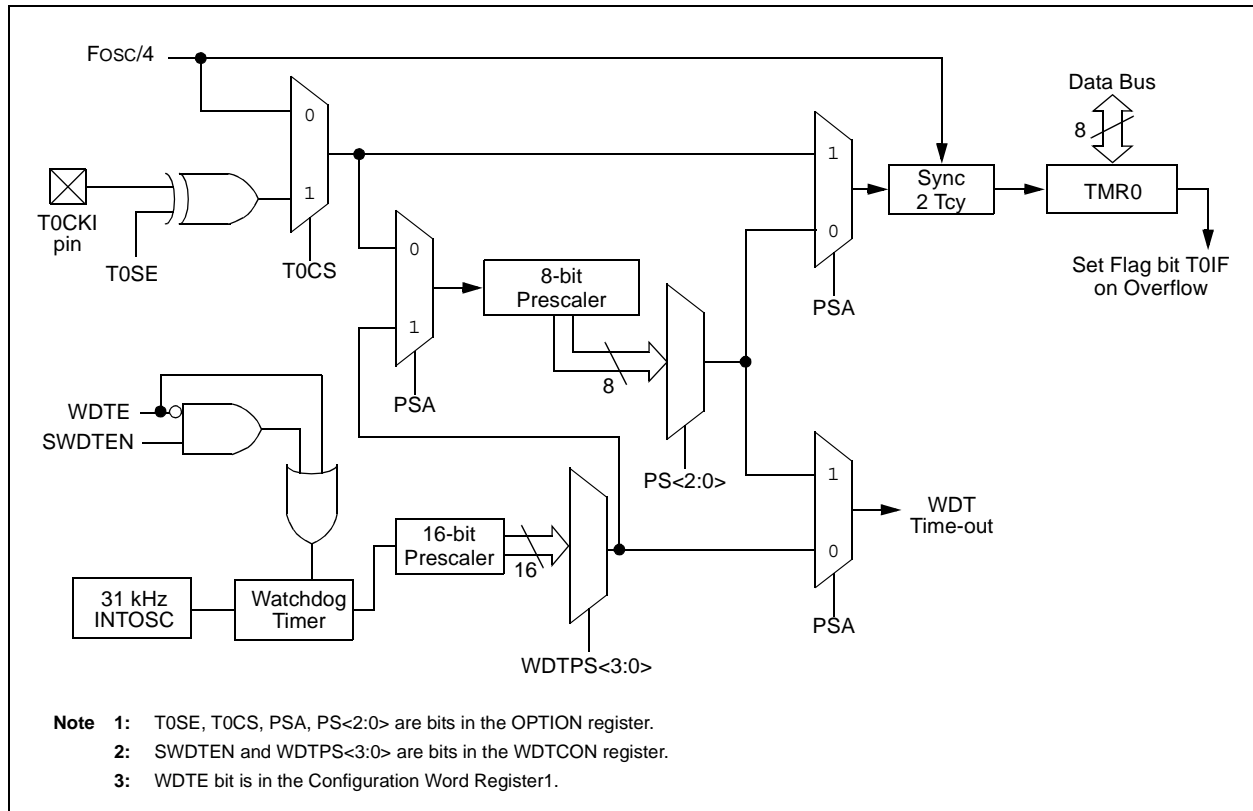 FOSC/4
Data Bus
0
1
8
T0CKI
pin
1
0
Sync
2 Tcy
TMR0
T0SE
T0CS
0
1
8-bit
Prescaler
PSA
Set Flag bit T0IF
on Overflow
8
WDTE
SWDTEN
PSA
PS<2:0>
1
0
WDT
Time-out
16-bit
Prescaler
16
31 kHz
INTOSC
Watchdog
Timer
PSA
WDTPS<3:0>
Note 1: T0SE, T0CS, PSA, PS<2:0> are bits in the OPTION register.
2: SWDTEN and WDTPS<3:0> are bits in the WDTCON register.
3: WDTE bit is in the Configuration Word Register1.